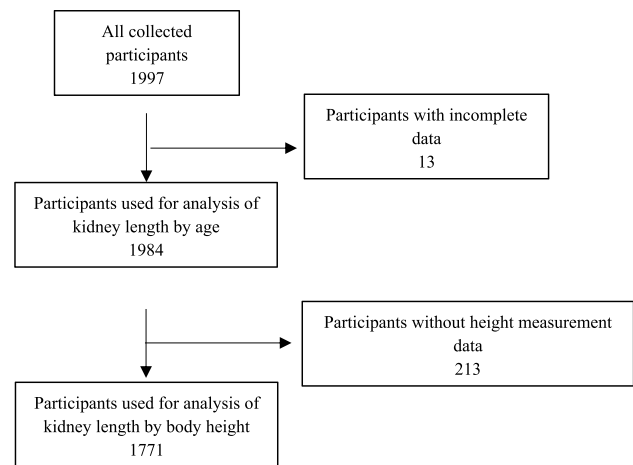 All collected
participants
1997
Participants with incomplete
data
13
Participants used for analysis of
kidney length by age
1984
Participants without height measurement
data
213
Participants used for analysis of
kidney length by body height
1771